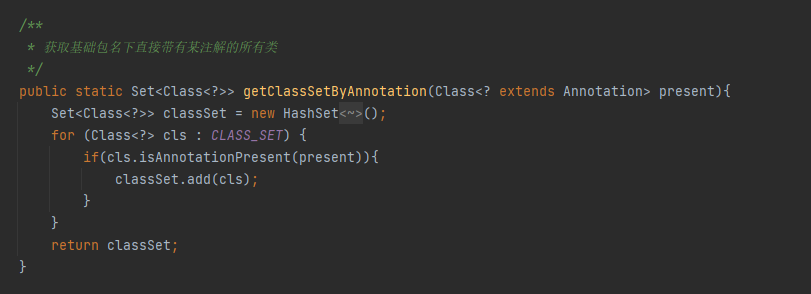 /**
 * 获取基础包名下直接带有某注解的所有类
 */
public static Set<Class<?>> getClassSetByAnnotation(Class<? extends Annotation> present){
    Set<Class<?>> classSet = new HashSet<~>();
    for (Class<?> cls : CLASS_SET) {
        if(cls.isAnnotationPresent(present)){
            classSet.add(cls);
        }
    }
    return classSet;
}